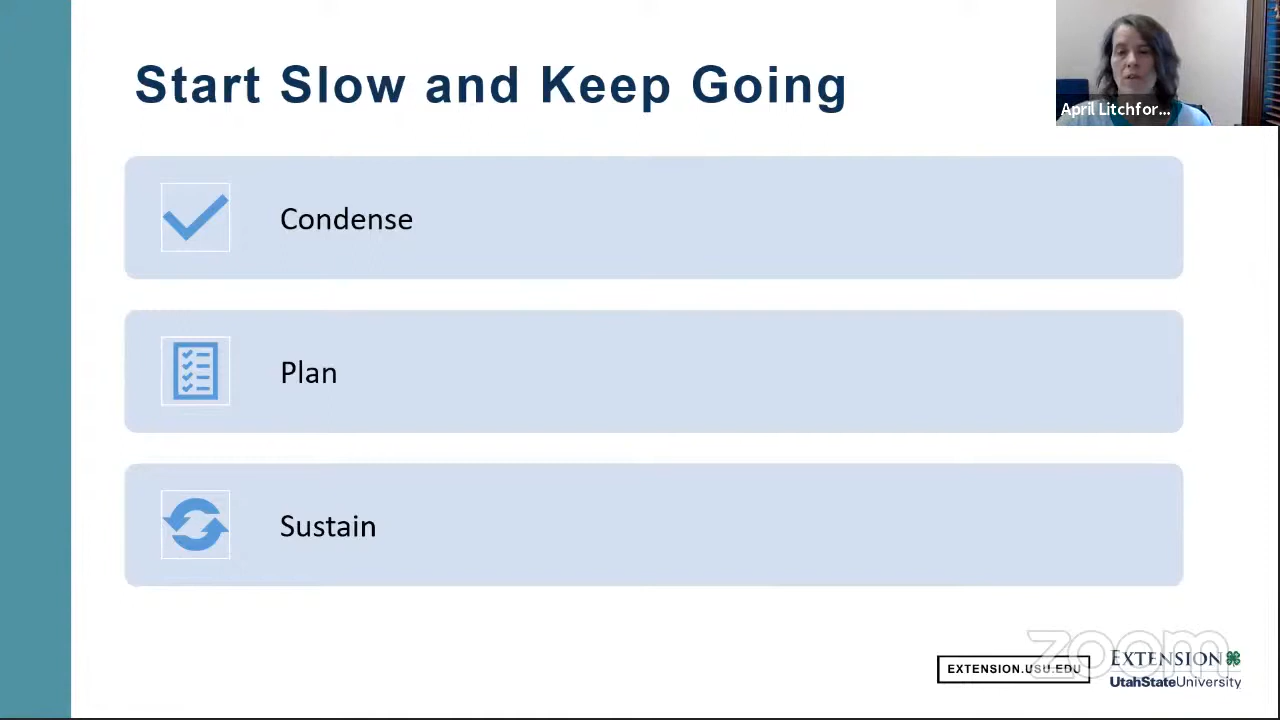 Start Slow and Keep Going
April Litchfor...
Condense
Plan
Sustain
zoom
EXTENSION.USU.EDU
EXTENSION
UtahStateUniversity